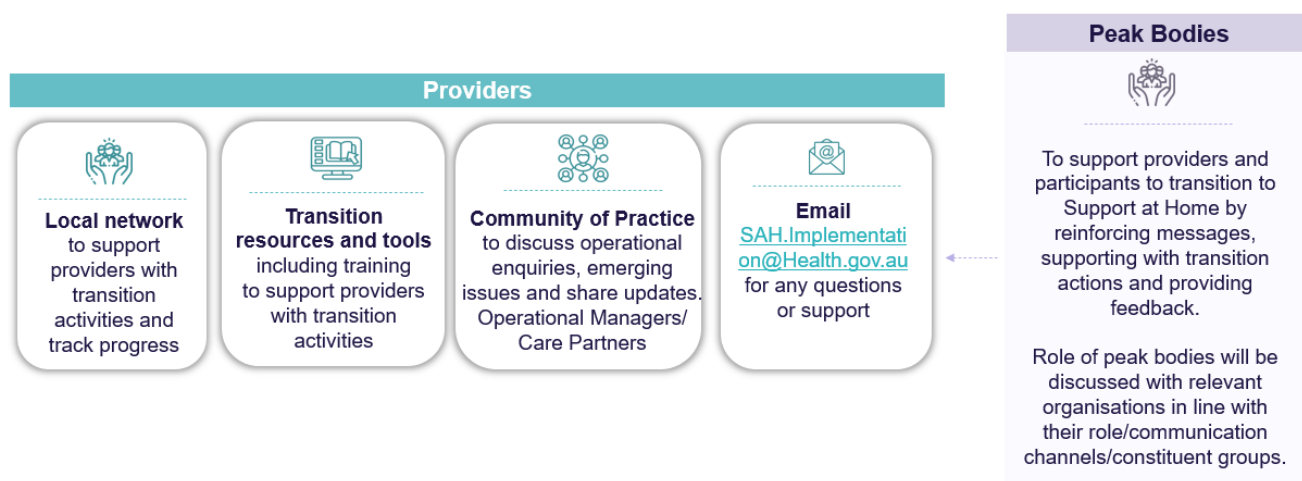 Providers
Local network
to support
providers with
transition
activities and
track progress
Transition
resources and tools
including training
to support providers
with transition
activities
Community of Practice
to discuss operational
enquiries, emerging
issues and share updates.
Operational Managers/
Care Partners
Email
SAH.Implementati
on@Health.gov.au
for any questions
or support
Peak Bodies
To support providers and
participants to transition to
Support at Home by
reinforcing messages,
supporting with transition
actions and providing
feedback.
Role of peak bodies will be
discussed with relevant
organisations in line with
their role/communication
channels/constituent groups.